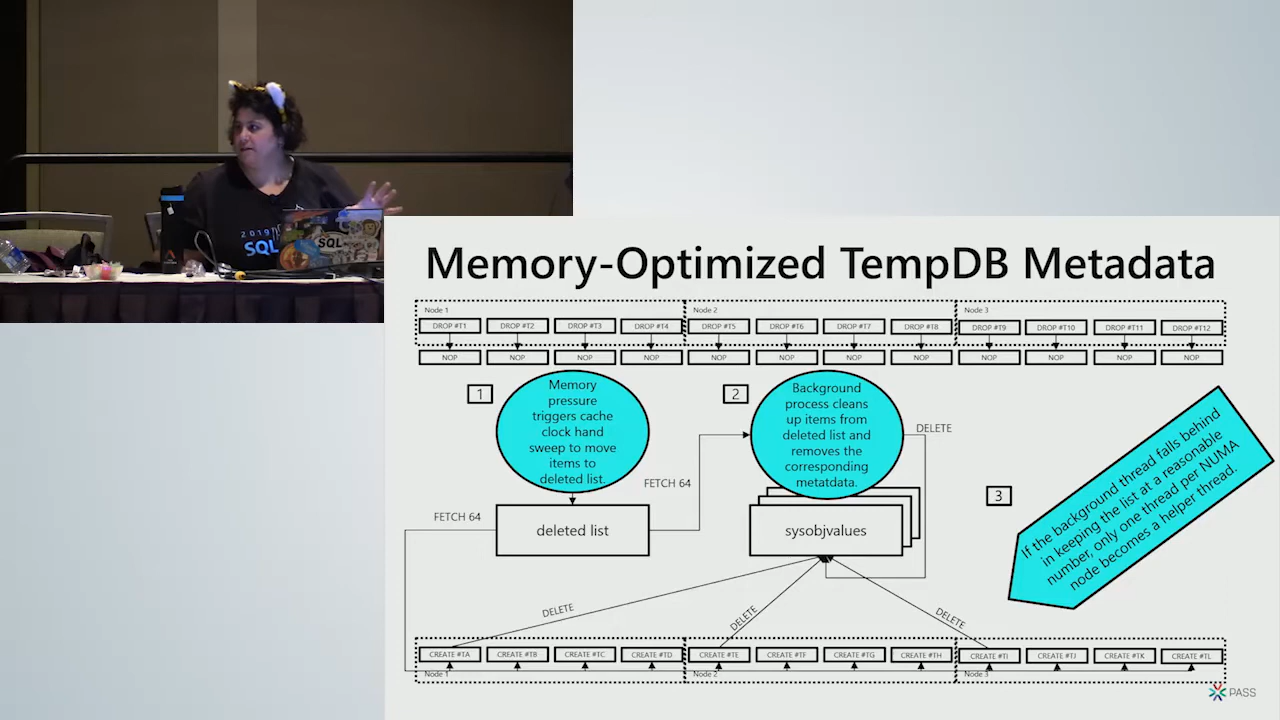 2019
SQL
SQL
Memory-Optimized TempDB Metadata
Node 1
Node 2
Node 3
DROP #T1
DROP #T2
DROP #T3
DROP #T4
DROP #T5
DROP #T6
DROP #T7
DROP #T8
DROP #T9
DROP #T10
DROP #T11
DROP #T12
NOP
NOP
NOP
NOP
NOP
NOP
NOP
NOP
NOP
NOP
NOP
NOP
1
Memory
pressure
triggers cache
clock hand
sweep to move
items to
deleted list.
2
Background
process cleans
up items from
deleted list and
removes the
corresponding
metatdata.
DELETE
FETCH 64
FETCH 64
deleted list
sysobjvalues
3
If the background thread falls behind
in keeping the list at a reasonable
number, only one thread per NUMA
node becomes a helper thread.
DELETE
DELETE
DELETE
CREATE #TA
CREATE #TB
CREATE #TC
CREATE #TD
CREATE #TE
CREATE #TF
CREATE #TG
CREATE #TH
CREATE #TI
CREATE #TJ
CREATE #TK
CREATE #TL
Node 1
Node 2
Node 3
PASS